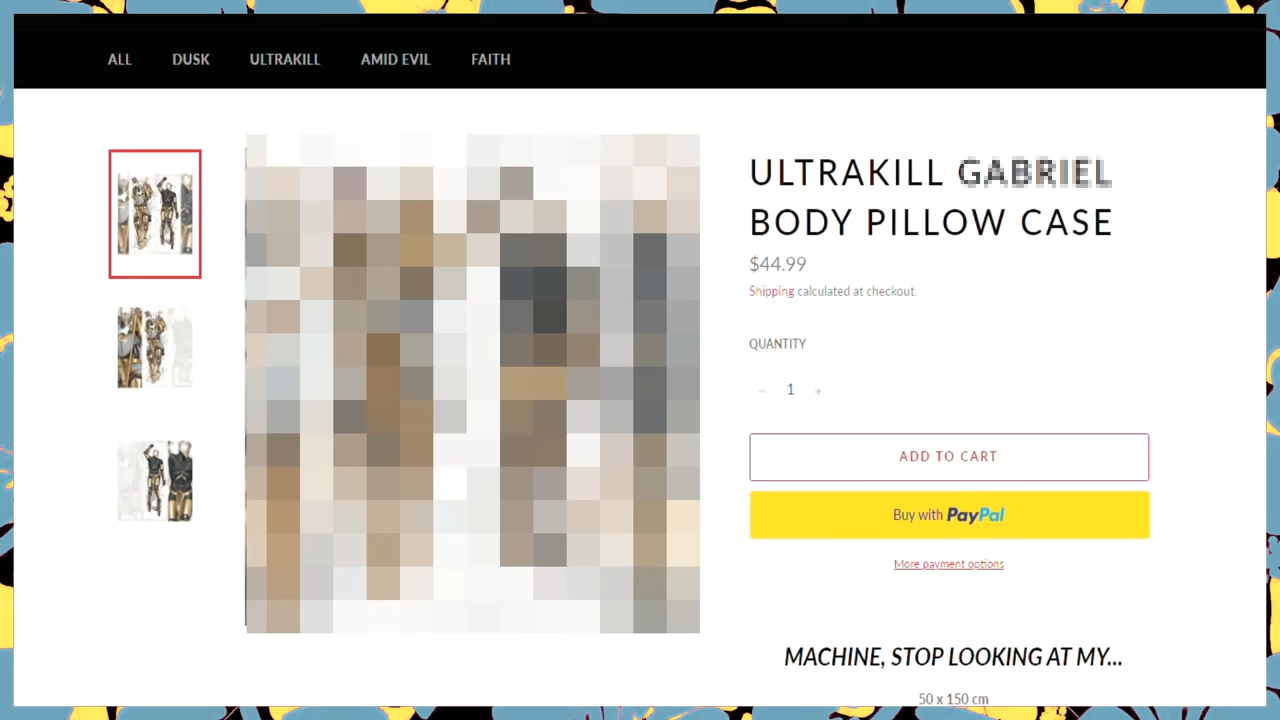 ALL DUSK ULTRAKILL AMID EVIL FAITH
ULTRAKILL GABRIEL
BODY PILLOW CASE
$44.99
Shipping calculated at checkout.
QUANTITY
− 1 +
ADD TO CART
Buy with PayPal
More payment options
MACHINE, STOP LOOKING AT MY...
50 x 150 cm